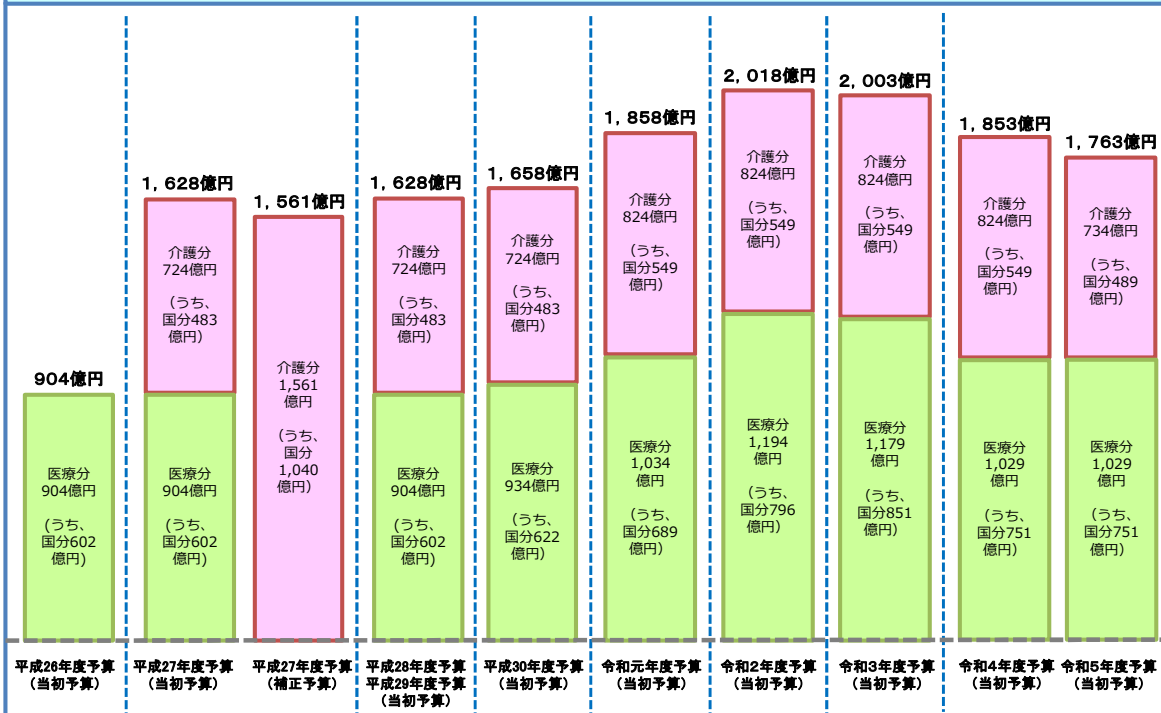 904億円
医療分
904億円
(うち、
国分602
億円)
平成26年度予算
(当初予算)
1,628億円
介護分
724億円
(うち、
国分483
億円)
医療分
904億円
(うち、
国分602
億円)
平成27年度予算
(当初予算)
1,561億円
介護分
1,561
億円
(うち、
国分
1,040
億円)
平成27年度予算
(補正予算)
1,628億円
介護分
724億円
(うち、
国分483
億円)
医療分
904億円
(うち、
国分602
億円)
平成28年度予算
平成29年度予算
(当初予算)
1,658億円
介護分
724億円
(うち、
国分483
億円)
医療分
934億円
(うち、
国分622
億円)
平成30年度予算
(当初予算)
1,858億円
介護分
824億円
(うち、
国分549
億円)
医療分
1,034
億円
(うち、
国分689
億円)
令和元年度予算
(当初予算)
2,018億円
介護分
824億円
(うち、
国分549
億円)
医療分
1,194
億円
(うち、
国分796
億円)
令和2年度予算
(当初予算)
2,003億円
介護分
824億円
(うち、
国分549
億円)
医療分
1,179
億円
(うち、
国分851
億円)
令和3年度予算
(当初予算)
1,853億円
介護分
824億円
(うち、
国分549
億円)
医療分
1,029
億円
(うち、
国分751
億円)
令和4年度予算
(当初予算)
1,763億円
介護分
734億円
(うち、
国分489
億円)
医療分
1,029
億円
(うち、
国分751
億円)
令和5年度予算
(当初予算)